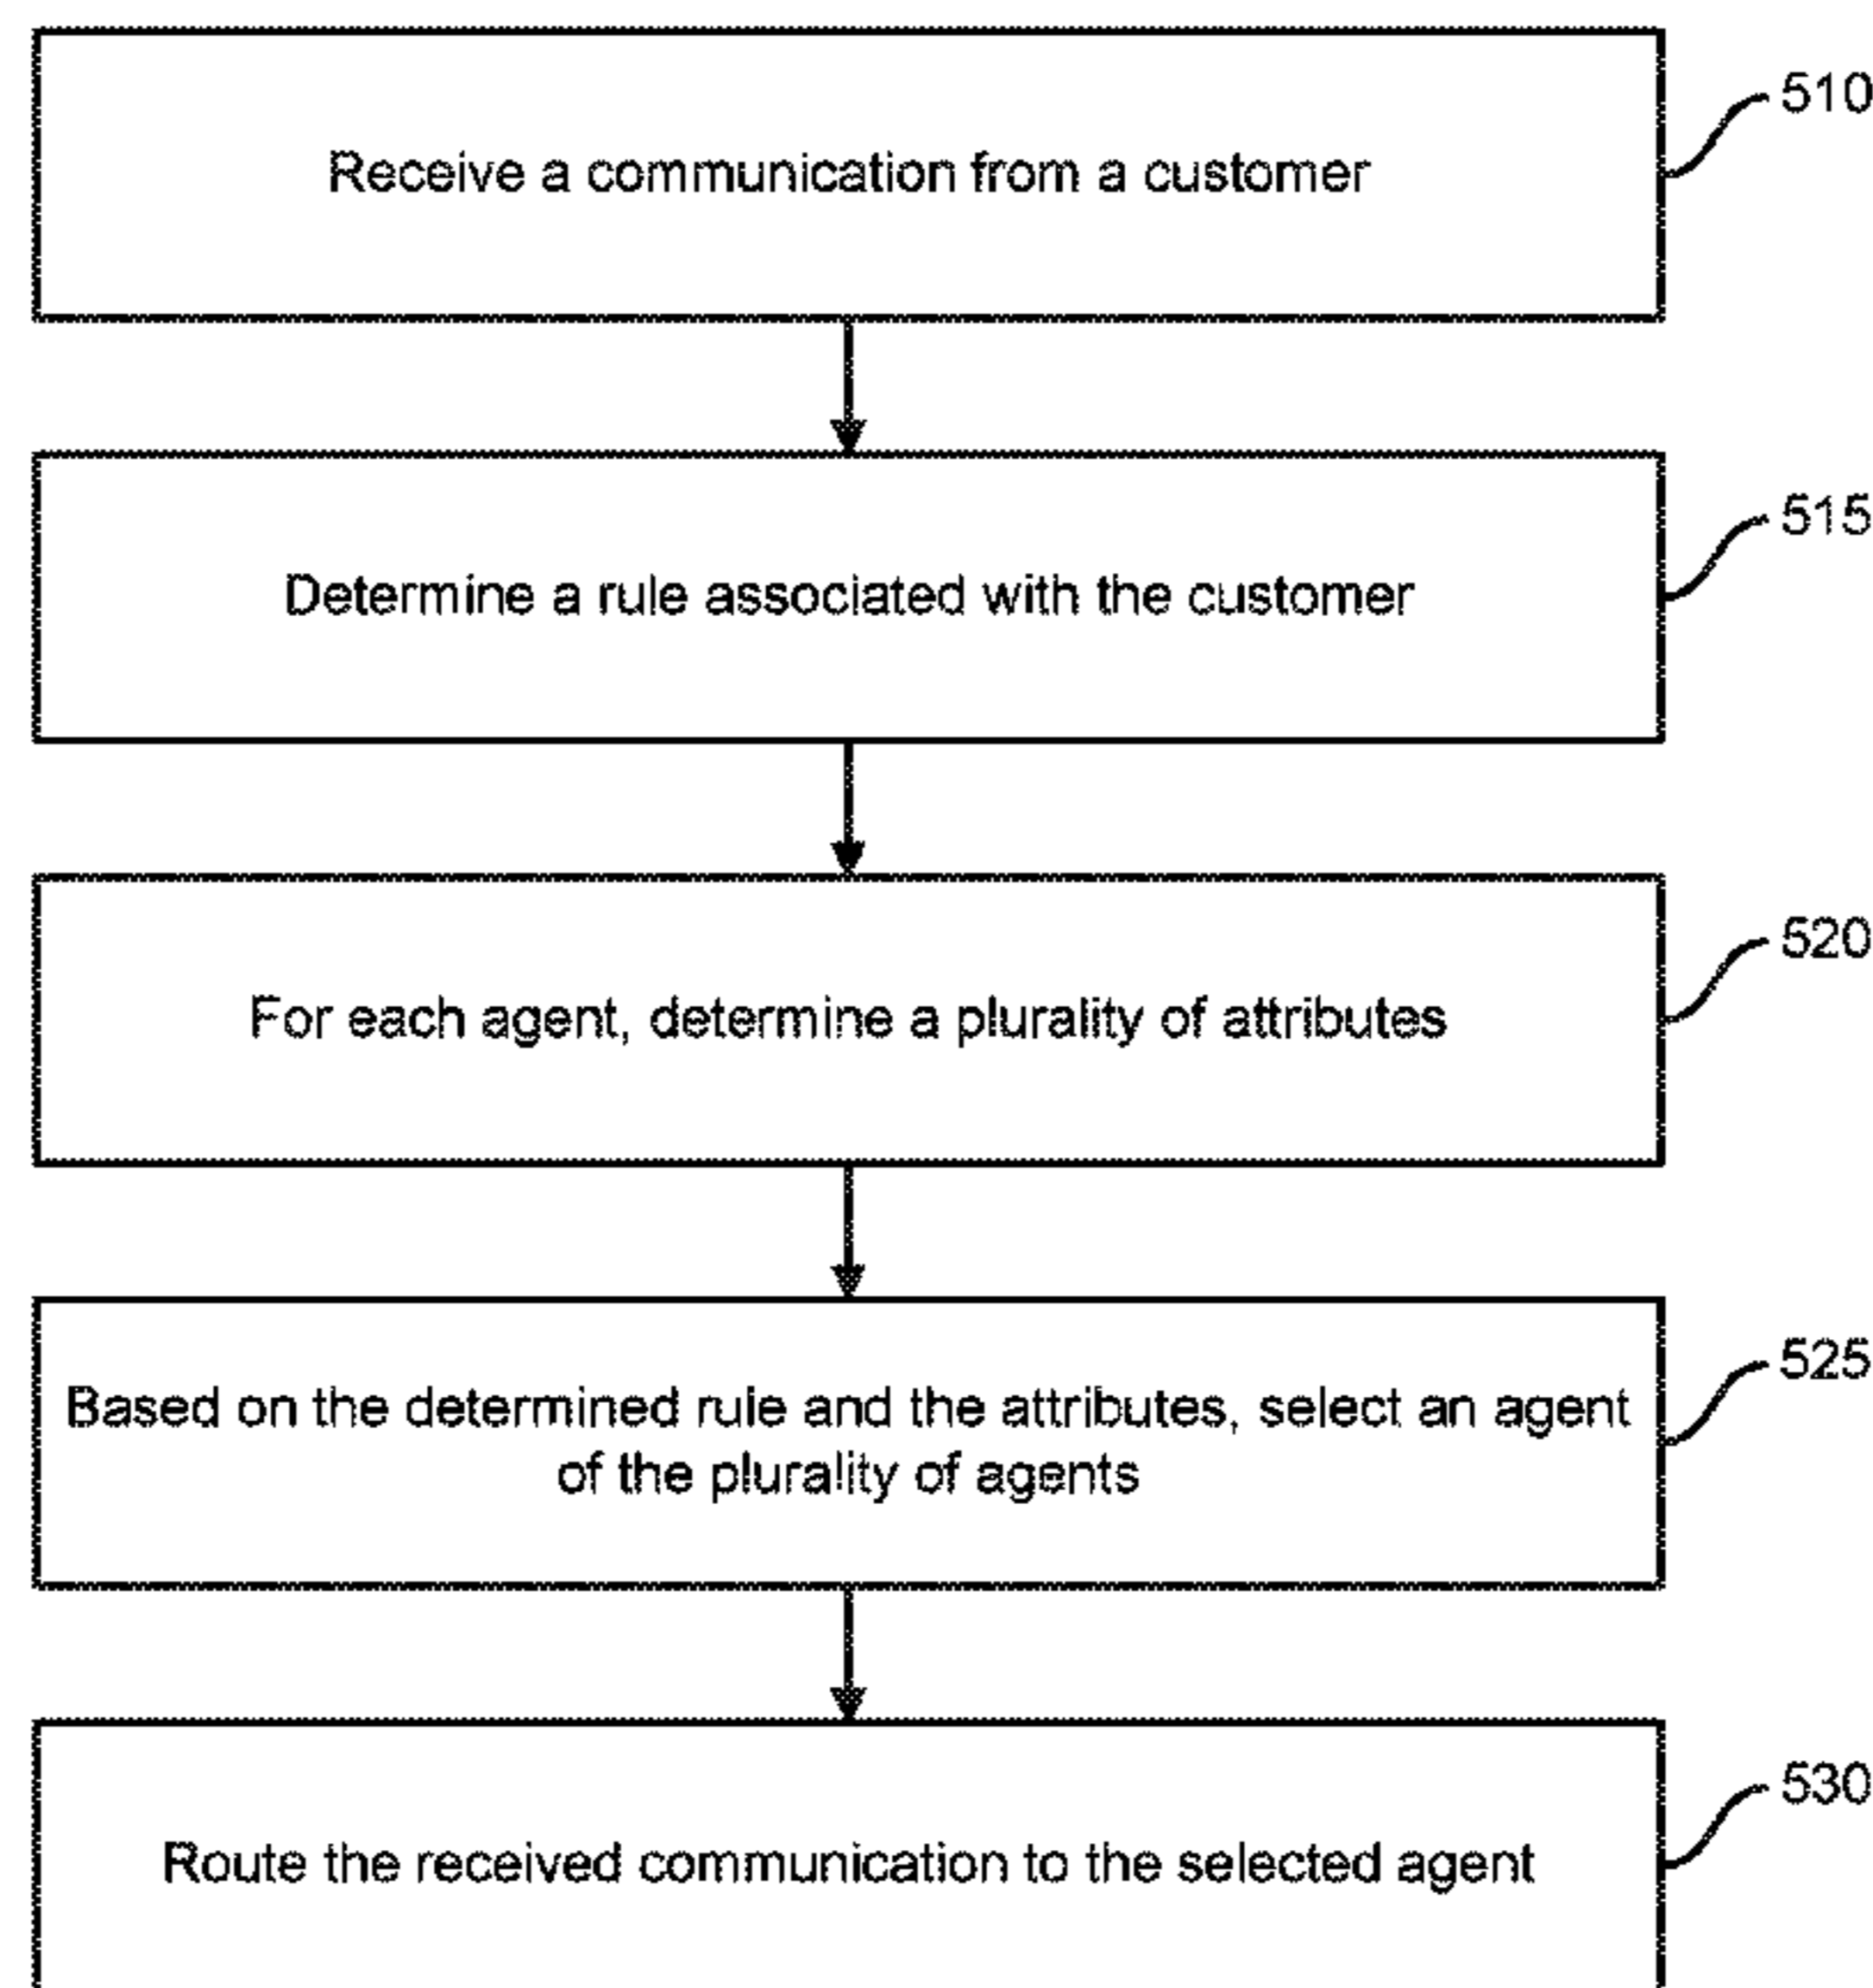 510
Receive a communication from a customer
515
Determine a rule associated with the customer
520
For each agent, determine a plurality of attributes
525
Based on the determined rule and the attributes, select an agent
of the plurality of agents
530
Route the received communication to the selected agent